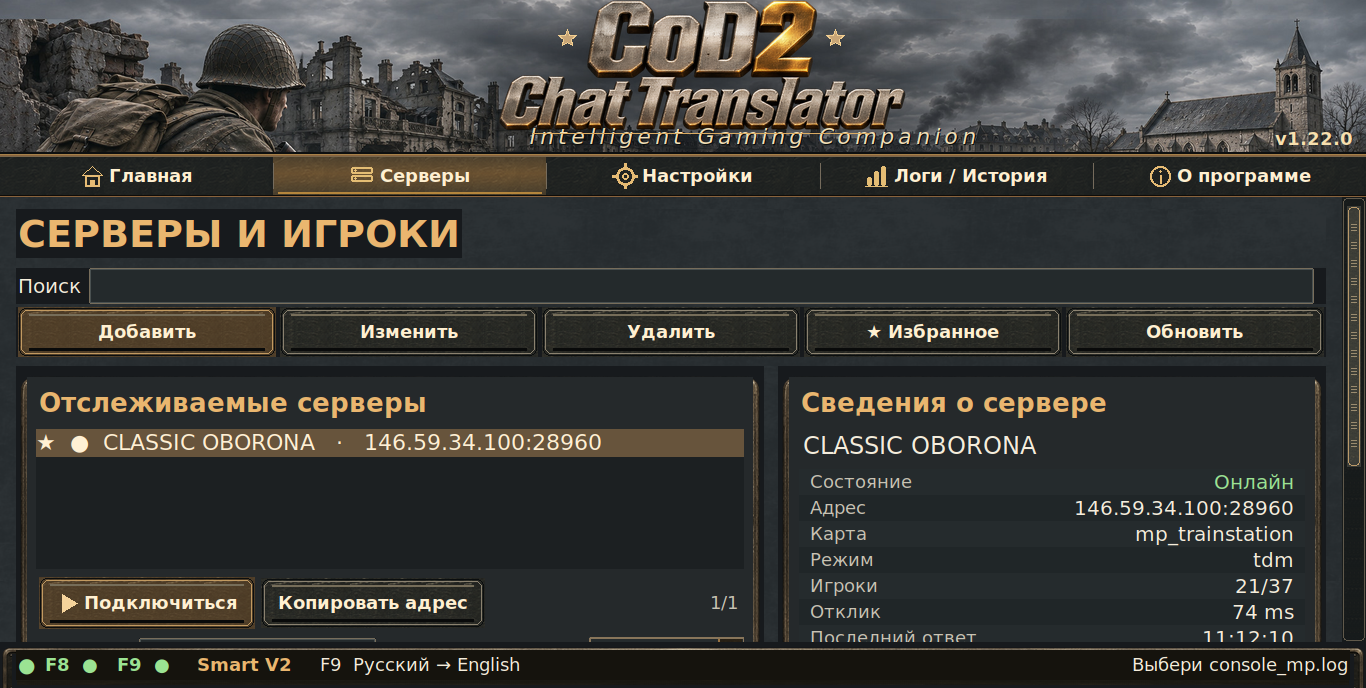 CoD2
Chat Translator
Intelligent Gaming Companion
v1.22.0
Главная
Серверы
Настройки
Логи / История
О программе
СЕРВЕРЫ И ИГРОКИ
Поиск
Добавить
Изменить
Удалить
★ Избранное
Обновить
Отслеживаемые серверы
★ ● CLASSIC OBORONA · 146.59.34.100:28960
Подключиться
Копировать адрес
1/1
Сведения о сервере
CLASSIC OBORONA
Состояние Онлайн
Адрес 146.59.34.100:28960
Карта mp_trainstation
Режим tdm
Игроки 21/37
Отклик 74 ms
Последний ответ 11:12:10
● F8 ● F9 ● Smart V2 F9 Русский → English
Выбери console_mp.log